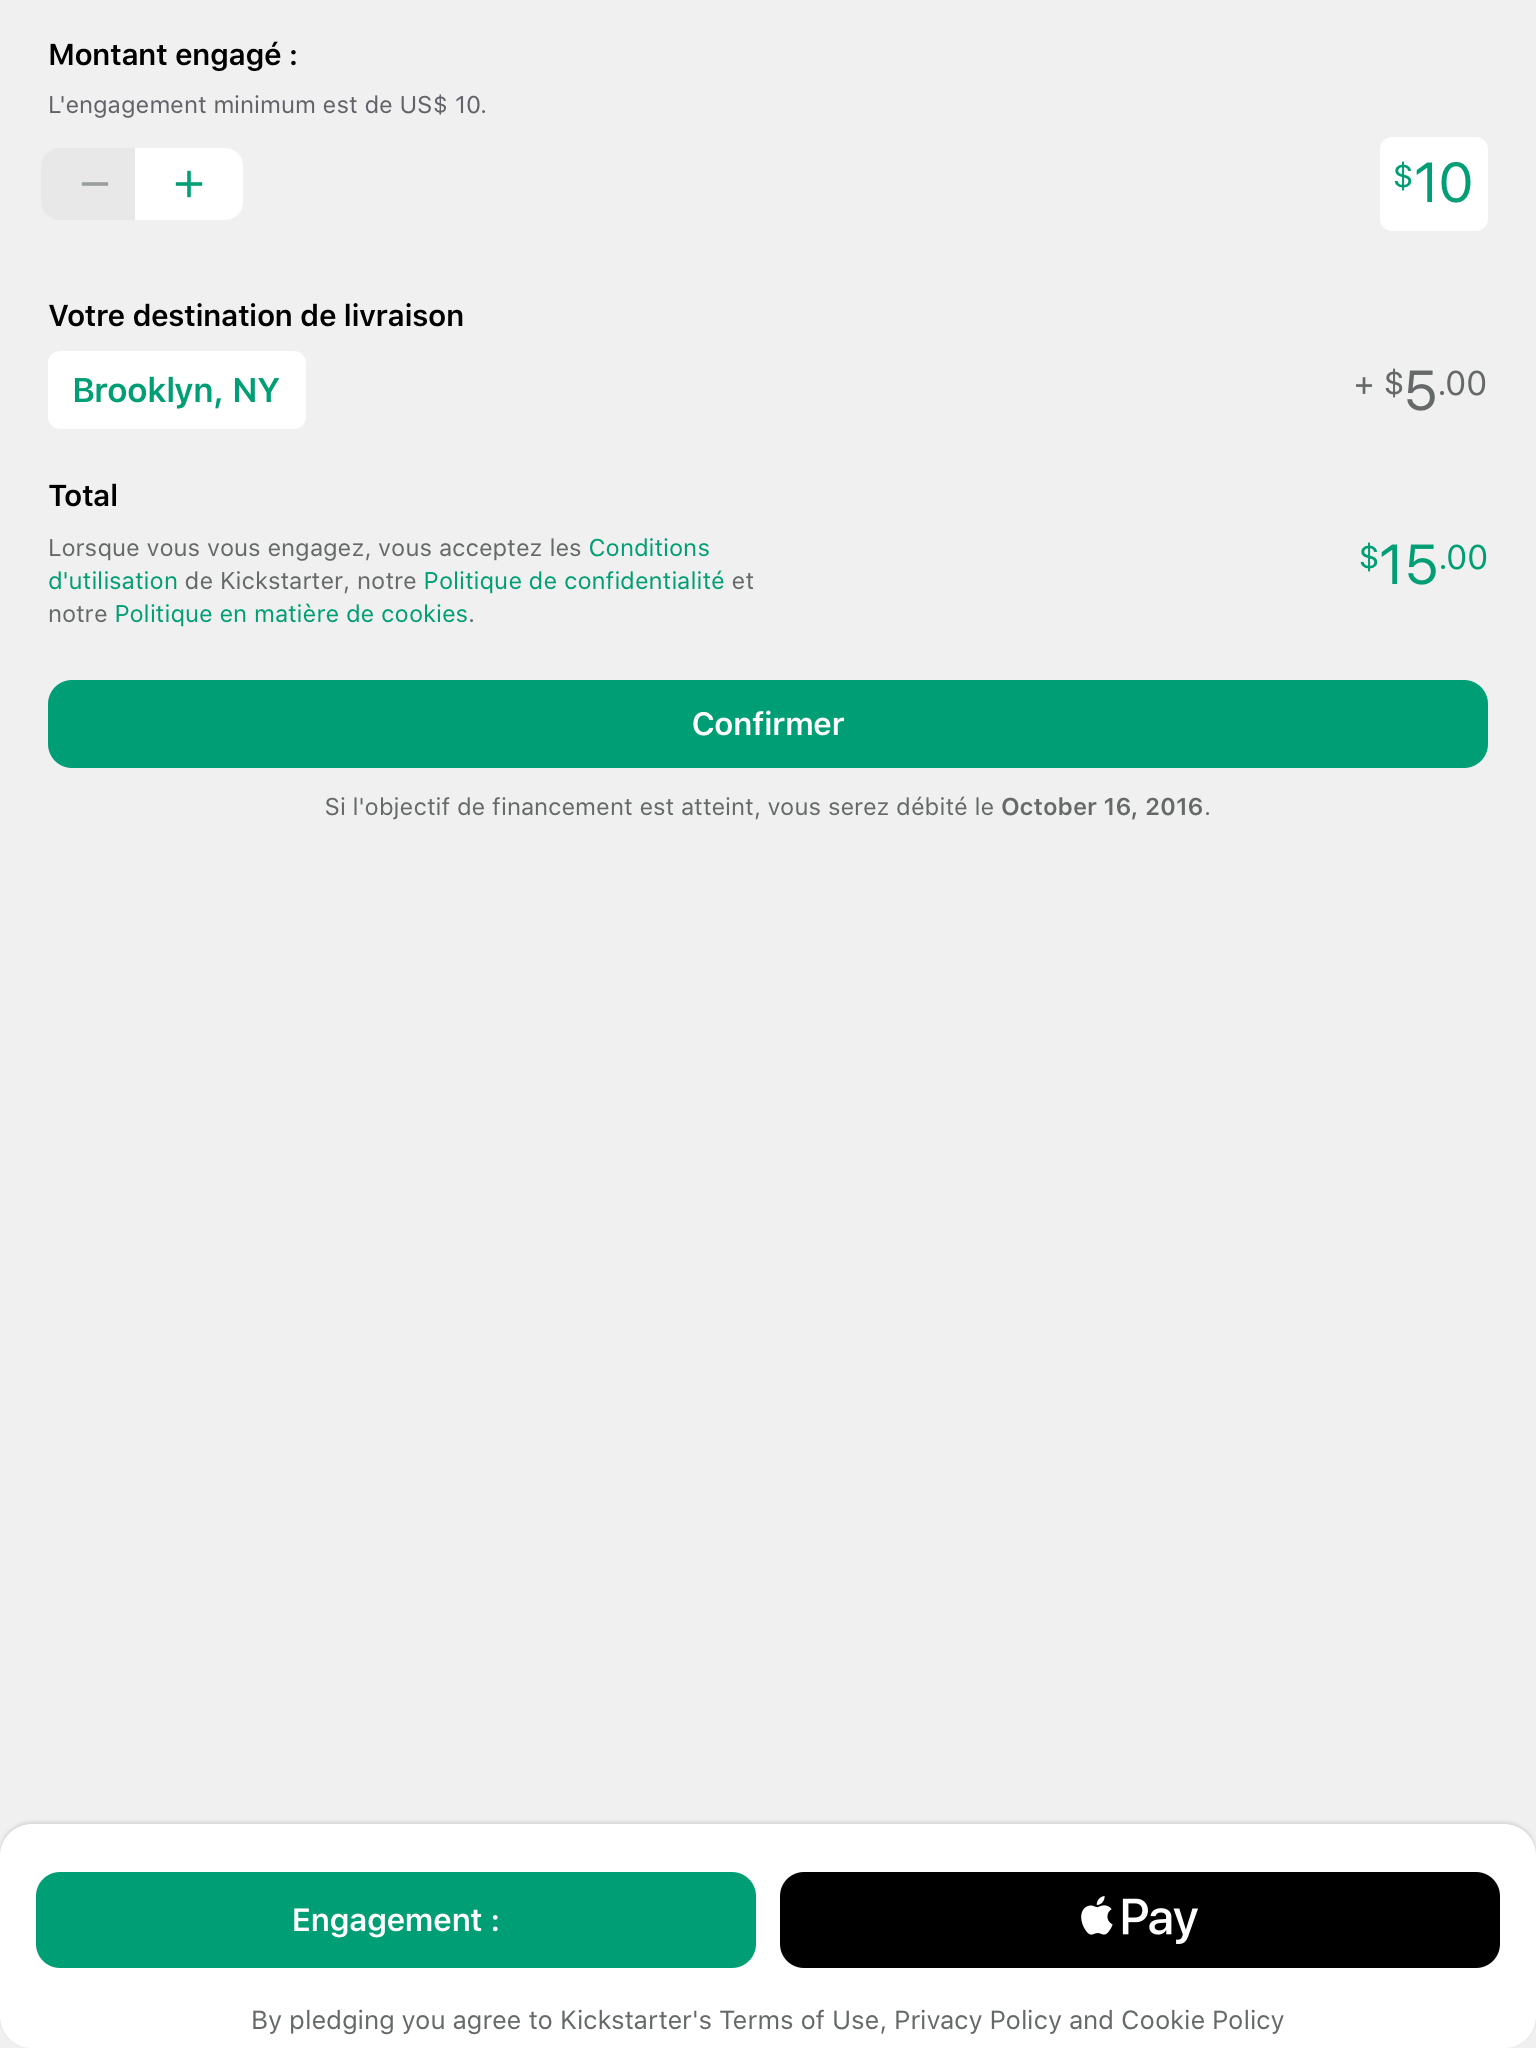 Montant engagé :
L'engagement minimum est de US$ 10.
− +
$10
Votre destination de livraison
Brooklyn, NY
+ $5.00
Total
Lorsque vous vous engagez, vous acceptez les Conditions
d'utilisation de Kickstarter, notre Politique de confidentialité et
notre Politique en matière de cookies.
$15.00
Confirmer
Si l'objectif de financement est atteint, vous serez débité le October 16, 2016.
Engagement :
Pay
By pledging you agree to Kickstarter's Terms of Use, Privacy Policy and Cookie Policy